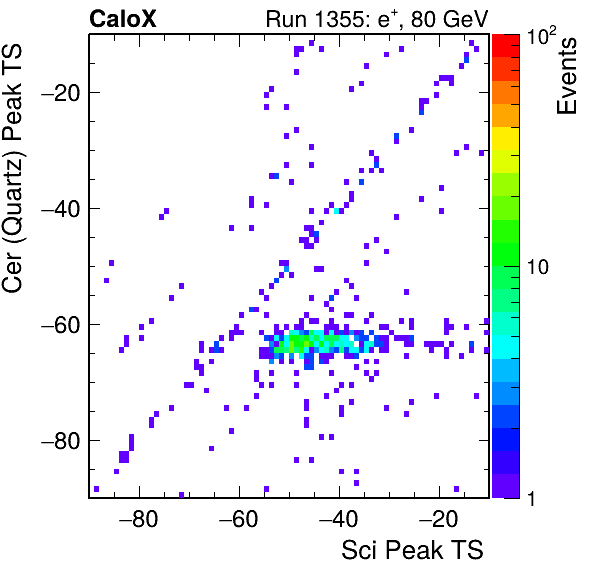 CaloX Run 1355: e⁺, 80 GeV
Cer (Quartz) Peak TS
−20
−40
−60
−80
−80 −60 −40 −20
Sci Peak TS
10²
10
1
Events